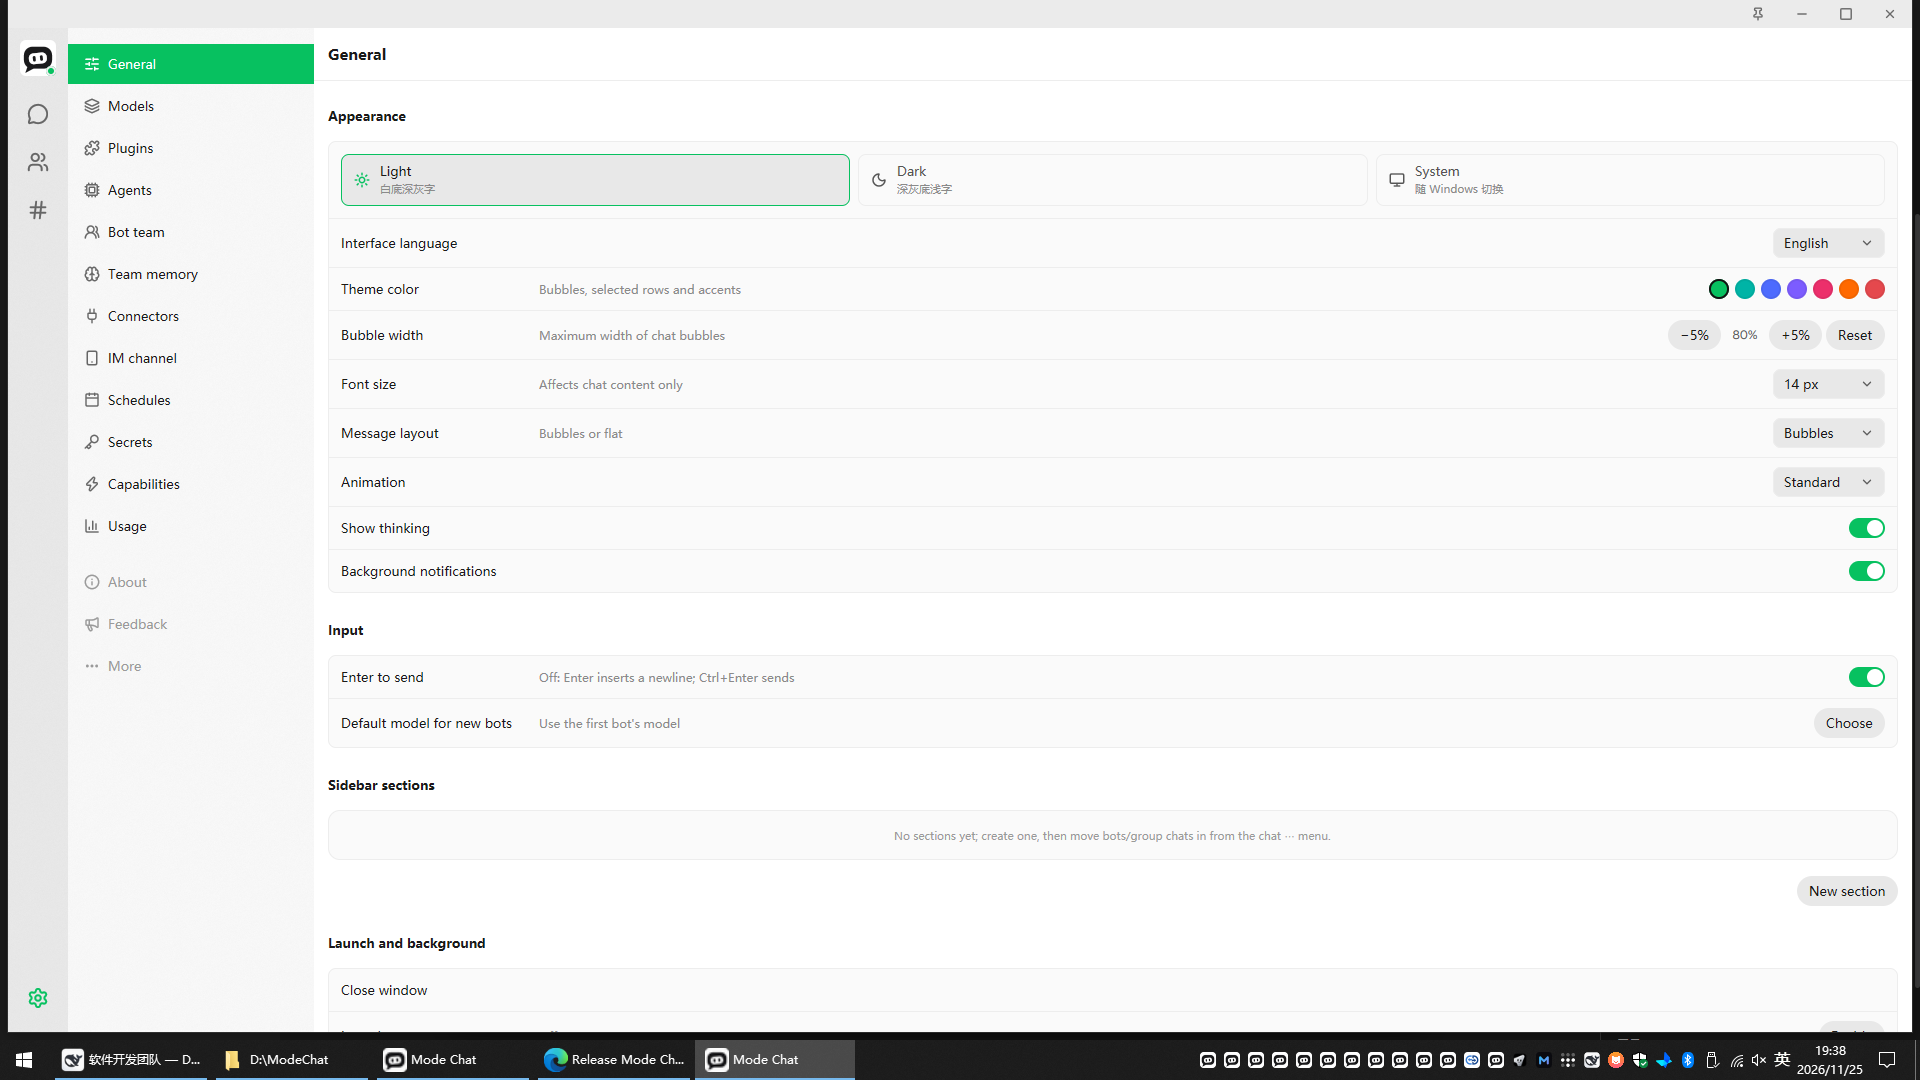 General
Models
Plugins
Agents
Bot team
Team memory
Connectors
IM channel
Schedules
Secrets
Capabilities
Usage
About
Feedback
More
General
Appearance
Light
白底深灰字
Dark
深灰底浅字
System
随 Windows 切换
Interface language
English
Theme color
Bubbles, selected rows and accents
Bubble width
Maximum width of chat bubbles
−5%
80%
+5%
Reset
Font size
Affects chat content only
14 px
Message layout
Bubbles or flat
Bubbles
Animation
Standard
Show thinking
Background notifications
Input
Enter to send
Off: Enter inserts a newline; Ctrl+Enter sends
Default model for new bots
Use the first bot's model
Choose
Sidebar sections
No sections yet; create one, then move bots/group chats in from the chat ··· menu.
New section
Launch and background
Close window
软件开发团队 — D...
D:\ModeChat
Mode Chat
Release Mode Ch...
Mode Chat
英
19:38
2026/11/25